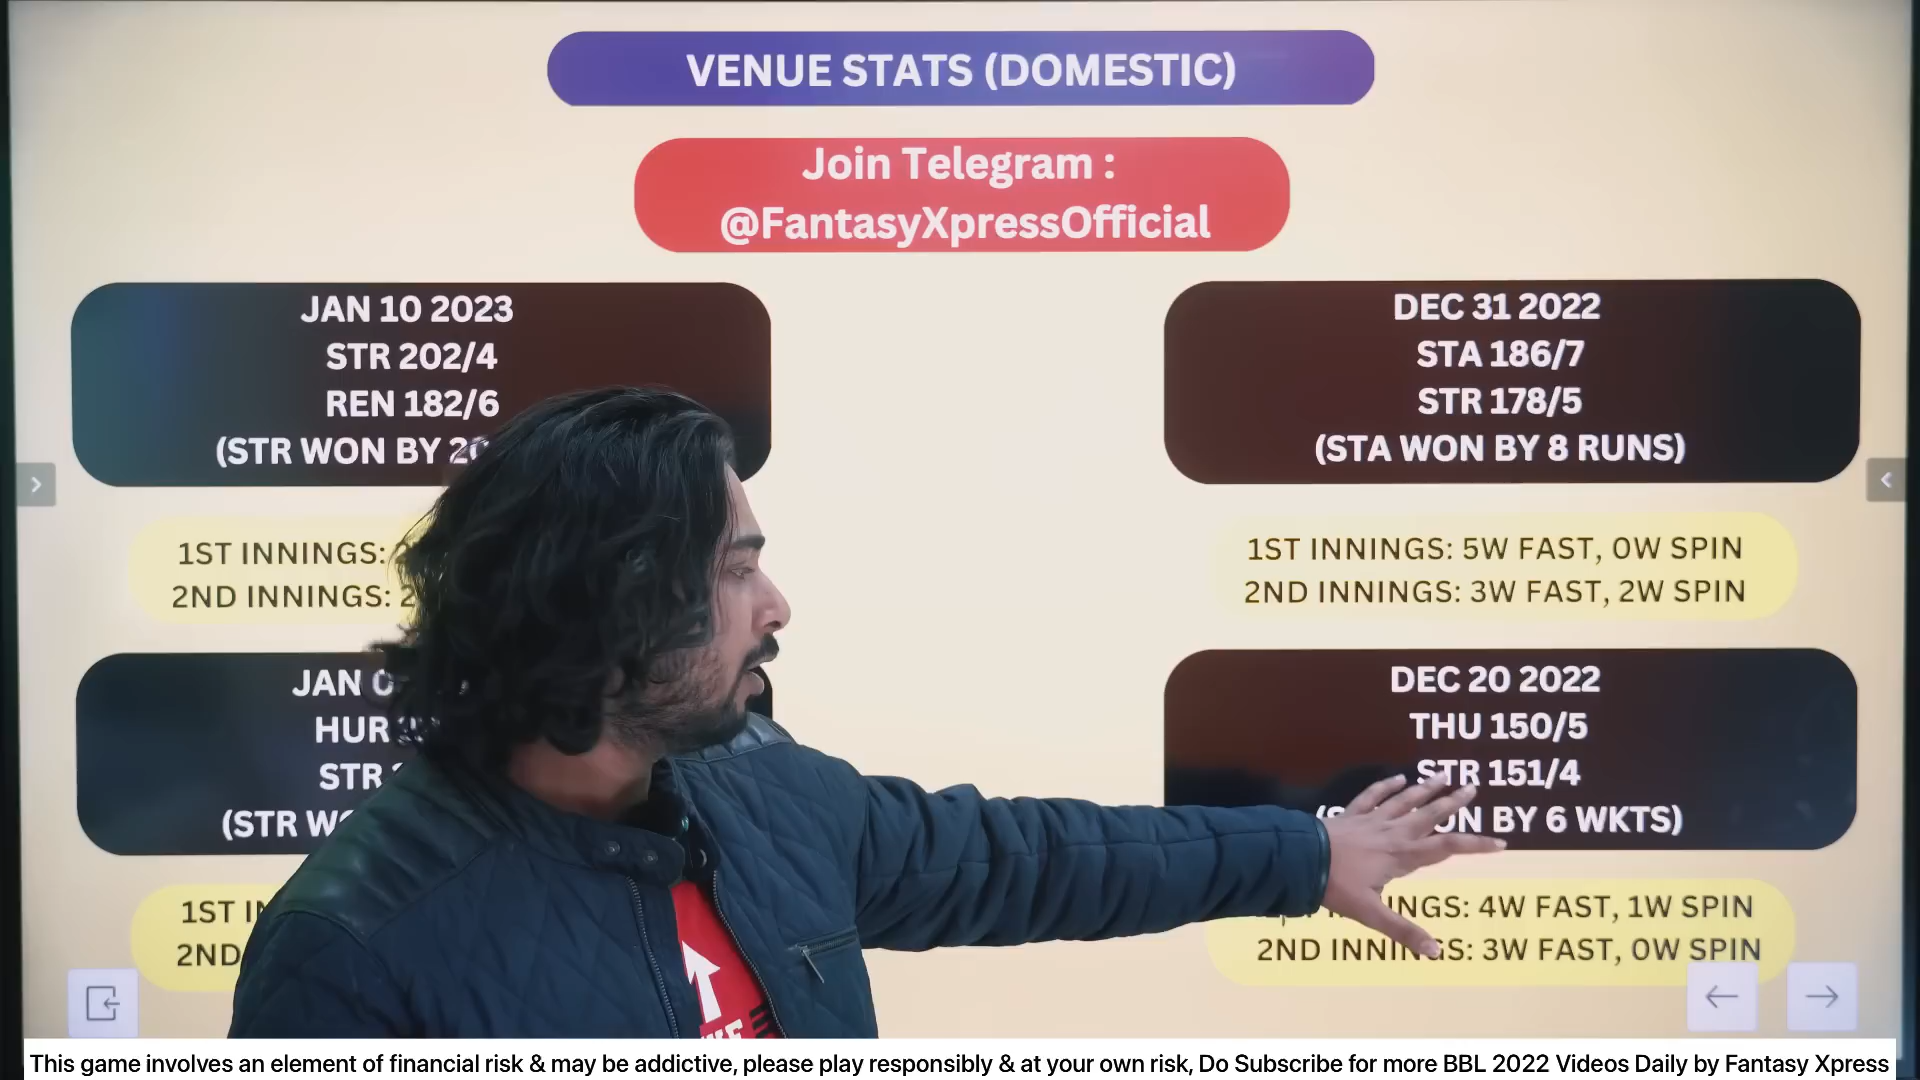 VENUE STATS (DOMESTIC)
Join Telegram :
@FantasyXpressOfficial
JAN 10 2023
STR 202/4
REN 182/6
(STR WON BY 20
1ST INNINGS:
2ND INNINGS: 2
JAN
HUR
STR
(STR
1ST
2ND
DEC 31 2022
STA 186/7
STR 178/5
(STA WON BY 8 RUNS)
1ST INNINGS: 5W FAST, 0W SPIN
2ND INNINGS: 3W FAST, 2W SPIN
DEC 20 2022
THU 150/5
STR 151/4
BY 6 WKTS)
4W FAST, 1W SPIN
2ND INNINGS: 3W FAST, 0W SPIN
This game involves an element of financial risk & may be addictive, please play responsibly & at your own risk, Do Subscribe for more BBL 2022 Videos Daily by Fantasy Xpress